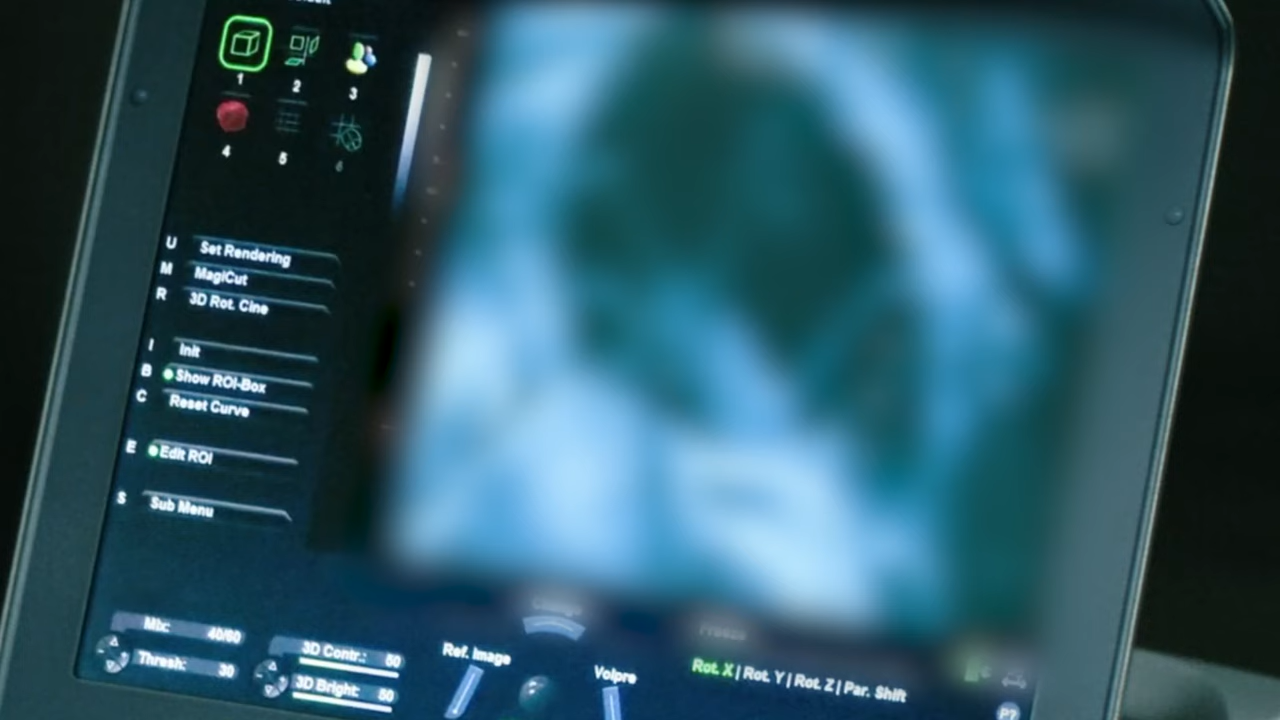 1 2 3
4 5 6
U Set Rendering
M MagiCut
R 3D Rot. Cine
I Init
B Show ROI-Box
C Reset Curve
E Edit ROI
S Sub Menu
Mix: 40/60
Thresh: 30
3D Contr.: 50
3D Bright: 50
Ref. Image
Volpre
Rot. X | Rot. Y | Rot. Z | Par. Shift